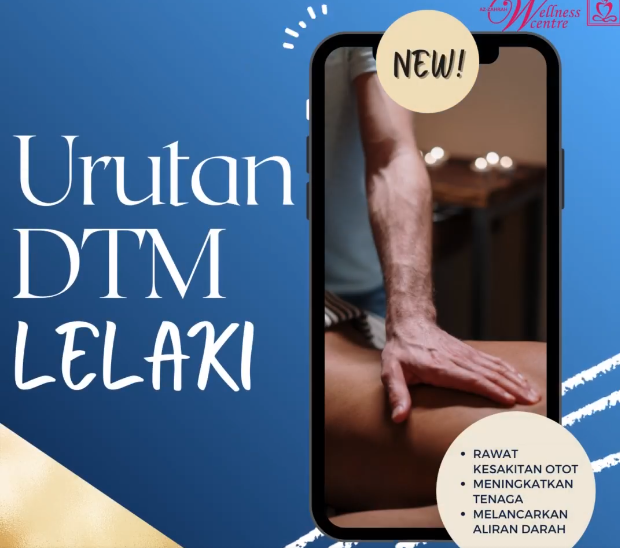 Wellness
centre
NEW!
Urutan
DTM
LELAKI
• RAWAT
KESAKITAN OTOT
• MENINGKATKAN
TENAGA
• MELANCARKAN
ALIRAN DARAH